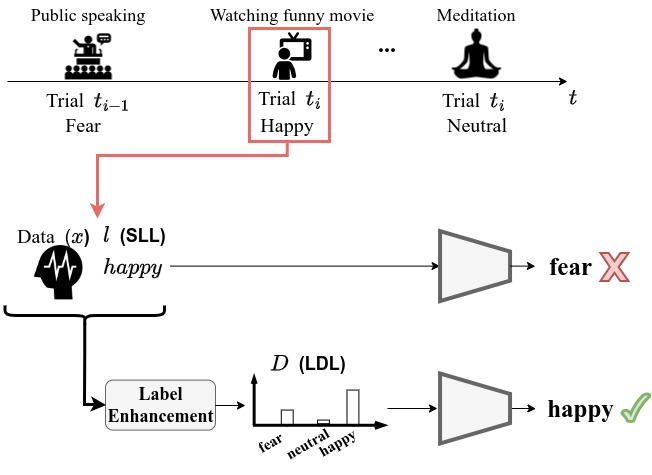 Public speaking
Watching funny movie
Meditation
...
Trial t_{i-1}
Trial t_i
Trial t_i
t
Fear
Happy
Neutral
Data (x) l (SLL)
happy
fear
D (LDL)
Label
Enhancement
fear
neutral
happy
happy